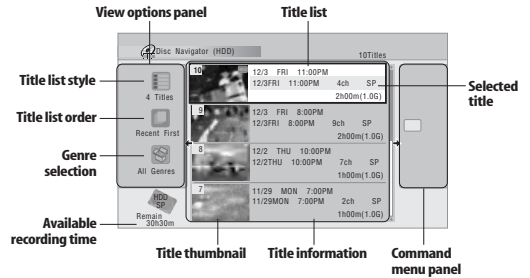 View options panel
Title list
Disc Navigator (HDD)
10Titles
Title list style
4 Titles
Title list order
Recent First
Genre
selection
All Genres
HDD
SP
Remain
30h30m
Available
recording time
10
12/3 FRI 11:00PM
12/3FRI 11:00PM 4ch SP
2h00m(1.0G)
Selected
title
9
12/3 FRI 8:00PM
12/3FRI 8:00PM 9ch SP
2h00m(1.0G)
8
12/2 THU 10:00PM
12/2THU 10:00PM 7ch SP
1h00m(1.0G)
7
11/29 MON 7:00PM
11/29MON 7:00PM 2ch SP
1h00m(1.0G)
Title thumbnail
Title information
Command
menu panel